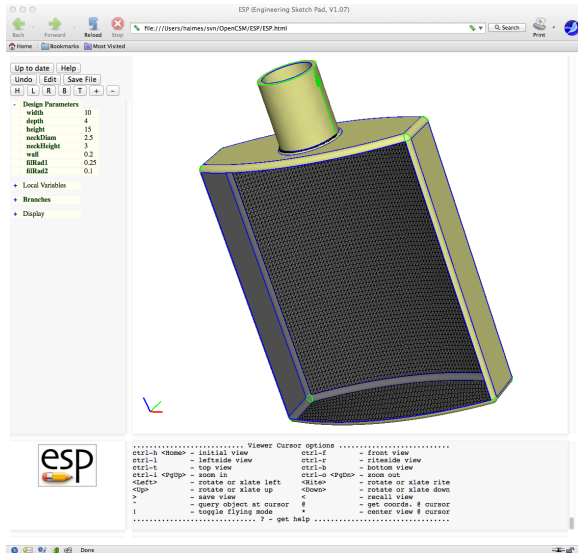 ESP (Engineering Sketch Pad, V1.07)
Back Forward Reload Stop file:///Users/haimes/svn/OpenCSM/ESP/ESP.html Search Print
Home Bookmarks Most Visited
Up to date Help
Undo Edit Save File
H L R B T + -
- Design Parameters
width 10
depth 4
height 15
neckDiam 2.5
neckHeight 3
wall 0.2
filRad1 0.25
filRad2 0.1
+ Local Variables
+ Branches
+ Display
esp
........................... Viewer Cursor options ...........................
ctrl-h <Home> - initial view ctrl-f - front view
ctrl-l - leftside view ctrl-r - riteside view
ctrl-t - top view ctrl-b - bottom view
ctrl-i <PgUp> - zoom in ctrl-o <PgDn> - zoom out
<Left> - rotate or xlate left <Rite> - rotate or xlate rite
<Up> - rotate or xlate up <Down> - rotate or xlate down
> - save view < - recall view
^ - query object at cursor @ - get coords. @ cursor
! - toggle flying mode * - center view @ cursor
.............................. ? - get help ..............................
Done